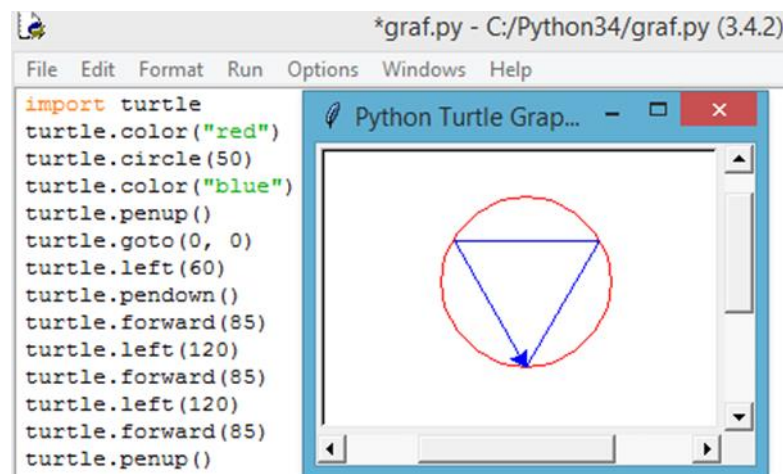 *graf.py - C:/Python34/graf.py (3.4.2)
File Edit Format Run Options Windows Help
import turtle
turtle.color("red")
turtle.circle(50)
turtle.color("blue")
turtle.penup()
turtle.goto(0, 0)
turtle.left(60)
turtle.pendown()
turtle.forward(85)
turtle.left(120)
turtle.forward(85)
turtle.left(120)
turtle.forward(85)
turtle.penup()
Python Turtle Grap...